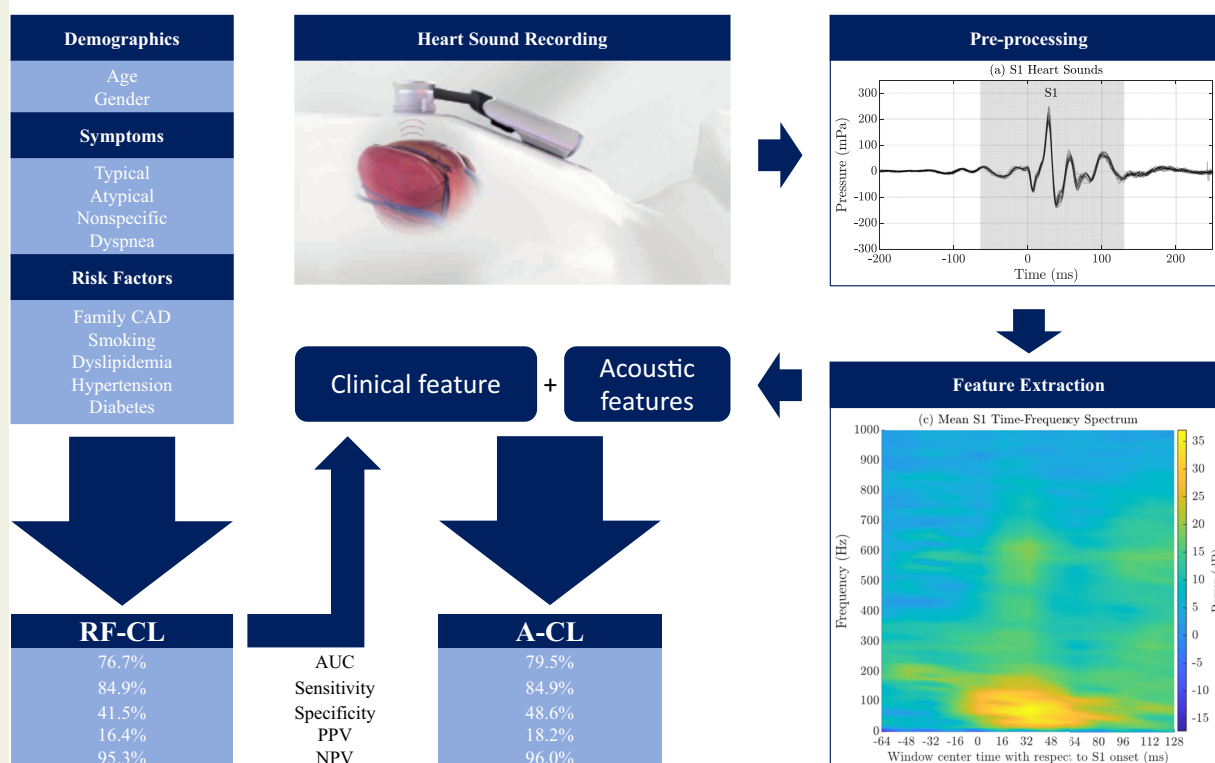 Demographics
Age
Gender
Symptoms
Typical
Atypical
Nonspecific
Dyspnea
Risk Factors
Family CAD
Smoking
Dyslipidemia
Hypertension
Diabetes
Heart Sound Recording
Pre-processing
(a) S1 Heart Sounds
S1
300
200
100
0
-100
-200
-300
Pressure (mPa)
-200 -100 0 100 200
Time (ms)
Clinical feature + Acoustic
features
Feature Extraction
(c) Mean S1 Time-Frequency Spectrum
1000
900
800
700
600
500
400
300
200
100
0
Frequency (Hz)
-64 -48 -32 -16 0 16 32 48 64 80 96 112 128
Window center time with respect to S1 onset (ms)
35
30
25
20
15
10
5
0
-5
-10
-15
RF-CL A-CL
76.7% AUC 79.5%
84.9% Sensitivity 84.9%
41.5% Specificity 48.6%
16.4% PPV 18.2%
95.3% NPV 96.0%